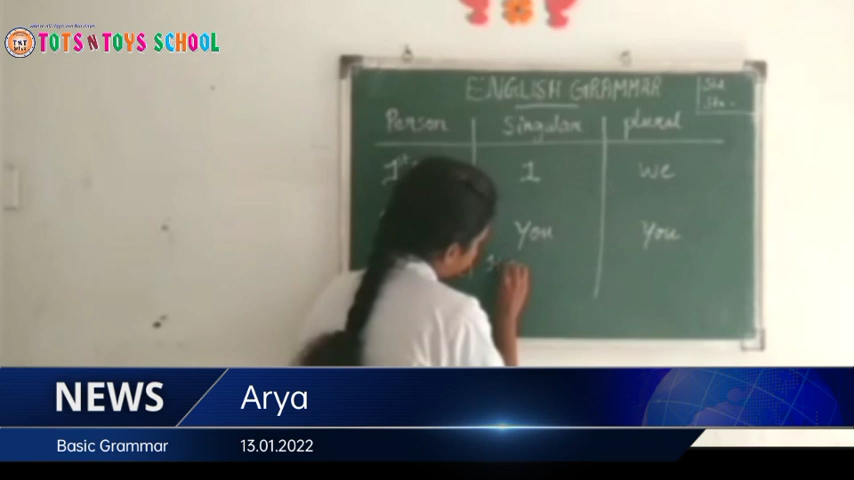 TOTS N TOYS SCHOOL
ENGLISH GRAMMAR
Person Singular plural
1st 1 we
You You
NEWS Arya
Basic Grammar 13.01.2022